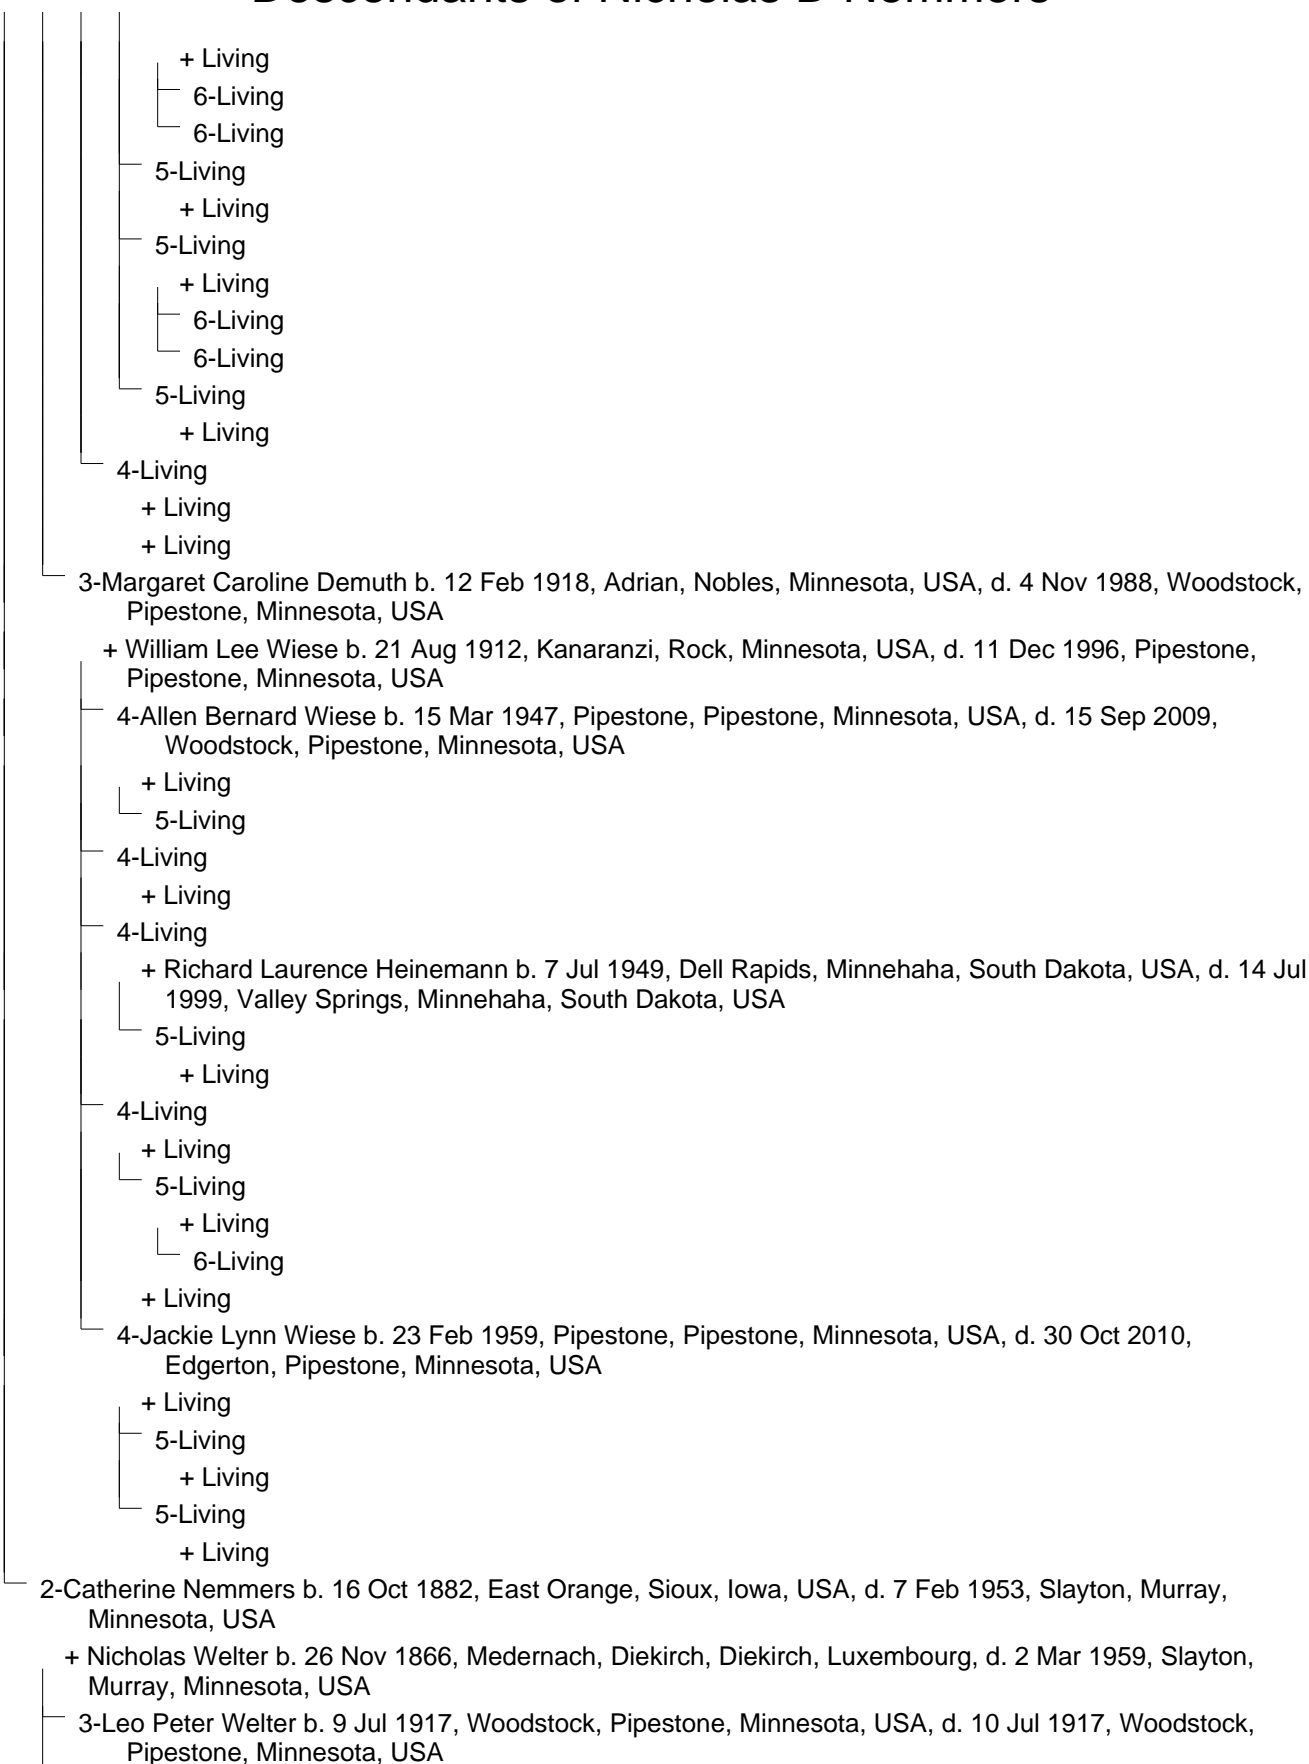 Descendants of Nicholas B Nemmers
+ Living
6-Living
6-Living
5-Living
+ Living
5-Living
+ Living
6-Living
6-Living
5-Living
+ Living
4-Living
+ Living
+ Living
3-Margaret Caroline Demuth b. 12 Feb 1918, Adrian, Nobles, Minnesota, USA, d. 4 Nov 1988, Woodstock,
Pipestone, Minnesota, USA
+ William Lee Wiese b. 21 Aug 1912, Kanaranzi, Rock, Minnesota, USA, d. 11 Dec 1996, Pipestone,
Pipestone, Minnesota, USA
4-Allen Bernard Wiese b. 15 Mar 1947, Pipestone, Pipestone, Minnesota, USA, d. 15 Sep 2009,
Woodstock, Pipestone, Minnesota, USA
+ Living
5-Living
4-Living
+ Living
4-Living
+ Richard Laurence Heinemann b. 7 Jul 1949, Dell Rapids, Minnehaha, South Dakota, USA, d. 14 Jul
1999, Valley Springs, Minnehaha, South Dakota, USA
5-Living
+ Living
4-Living
+ Living
5-Living
+ Living
6-Living
+ Living
4-Jackie Lynn Wiese b. 23 Feb 1959, Pipestone, Pipestone, Minnesota, USA, d. 30 Oct 2010,
Edgerton, Pipestone, Minnesota, USA
+ Living
5-Living
+ Living
5-Living
+ Living
2-Catherine Nemmers b. 16 Oct 1882, East Orange, Sioux, Iowa, USA, d. 7 Feb 1953, Slayton, Murray,
Minnesota, USA
+ Nicholas Welter b. 26 Nov 1866, Medernach, Diekirch, Diekirch, Luxembourg, d. 2 Mar 1959, Slayton,
Murray, Minnesota, USA
3-Leo Peter Welter b. 9 Jul 1917, Woodstock, Pipestone, Minnesota, USA, d. 10 Jul 1917, Woodstock,
Pipestone, Minnesota, USA